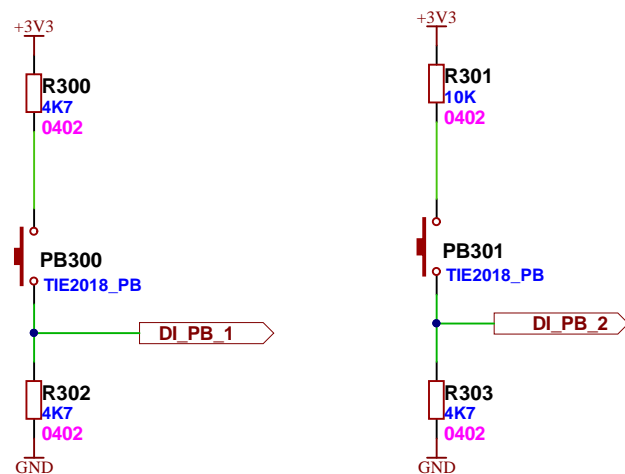 +3V3
R300
4K7
0402
PB300
TIE2018_PB
DI_PB_1
R302
4K7
0402
GND
+3V3
R301
10K
0402
PB301
TIE2018_PB
DI_PB_2
R303
4K7
0402
GND